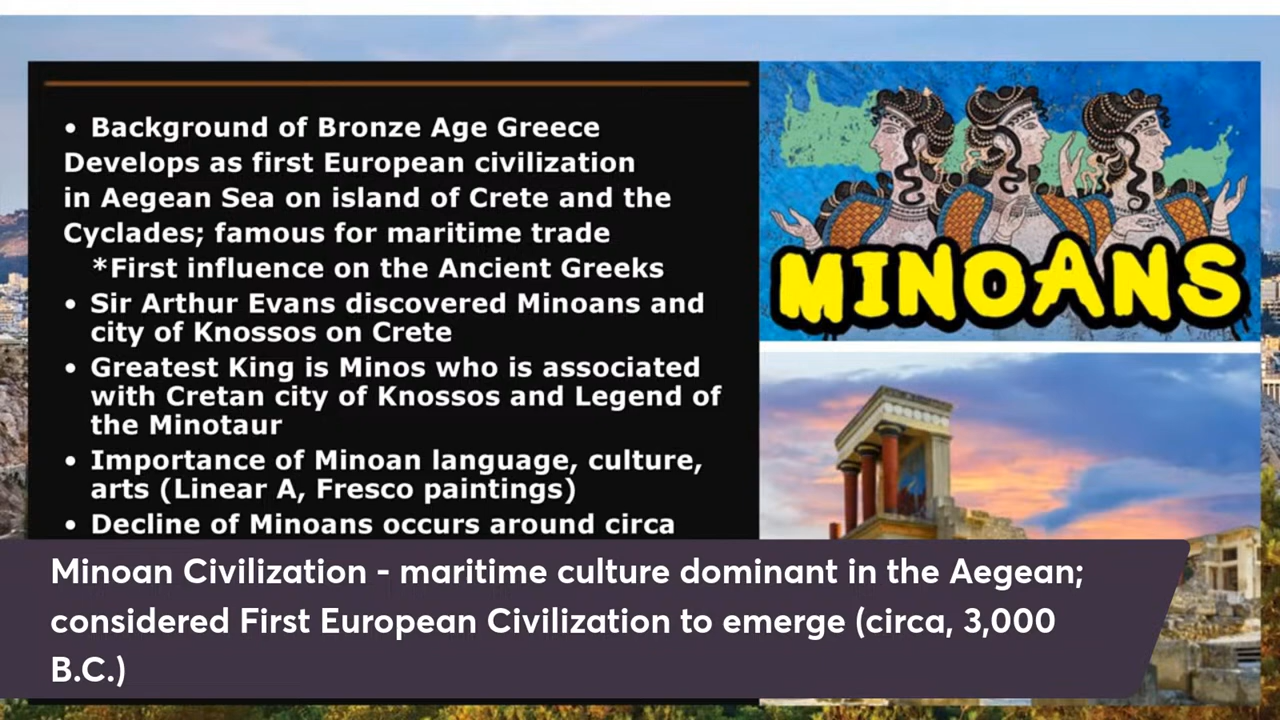 • Background of Bronze Age Greece
Develops as first European civilization
in Aegean Sea on island of Crete and the
Cyclades; famous for maritime trade
*First influence on the Ancient Greeks
• Sir Arthur Evans discovered Minoans and
city of Knossos on Crete
• Greatest King is Minos who is associated
with Cretan city of Knossos and Legend of
the Minotaur
• Importance of Minoan language, culture,
arts (Linear A, Fresco paintings)
• Decline of Minoans occurs around circa
MINOANS
Minoan Civilization - maritime culture dominant in the Aegean;
considered First European Civilization to emerge (circa, 3,000
B.C.)